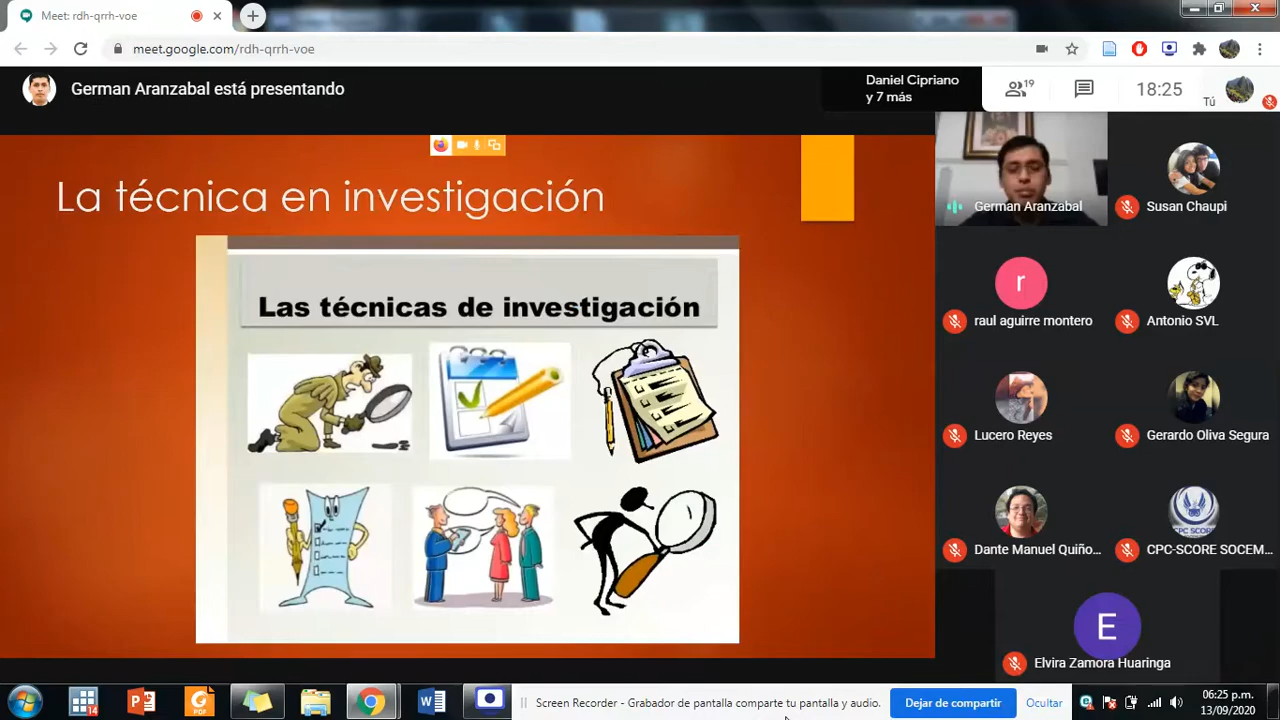 Meet: rdh-qrrh-voe
meet.google.com/rdh-qrrh-voe
German Aranzabal está presentando
Daniel Cipriano
y 7 más
19
18:25
Tú
La técnica en investigación
Las técnicas de investigación
German Aranzabal
Susan Chaupi
r
raul aguirre montero
Antonio SVL
Lucero Reyes
Gerardo Oliva Segura
Dante Manuel Quiño...
CPC-SCORE SOCEM...
E
Elvira Zamora Huaringa
14
PDF
Screen Recorder - Grabador de pantalla comparte tu pantalla y audio.
Dejar de compartir
Ocultar
06:25 p.m.
13/09/2020